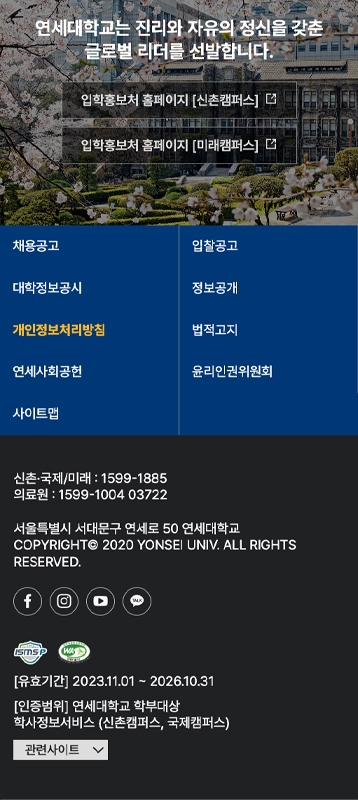 연세대학교는 진리와 자유의 정신을 갖춘
글로벌 리더를 선발합니다.
입학홍보처 홈페이지 [신촌캠퍼스]
입학홍보처 홈페이지 [미래캠퍼스]
채용공고
입찰공고
대학정보공시
정보공개
개인정보처리방침
법적고지
연세사회공헌
윤리인권위원회
사이트맵
신촌·국제/미래 : 1599-1885
의료원 : 1599-1004 03722
서울특별시 서대문구 연세로 50 연세대학교
COPYRIGHT© 2020 YONSEI UNIV. ALL RIGHTS
RESERVED.
TALK
ISMS P
WA
[유효기간] 2023.11.01 ~ 2026.10.31
[인증범위] 연세대학교 학부대상
학사정보서비스 (신촌캠퍼스, 국제캠퍼스)
관련사이트